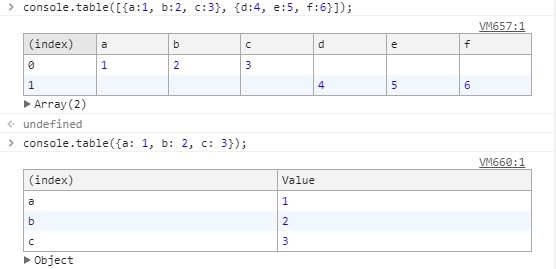 > console.table([{a:1, b:2, c:3}, {d:4, e:5, f:6}]);
VM657:1
(index) a b c d e f
0 1 2 3
1 4 5 6
▶ Array(2)
< undefined
> console.table({a: 1, b: 2, c: 3});
VM660:1
(index) Value
a 1
b 2
c 3
▶ Object